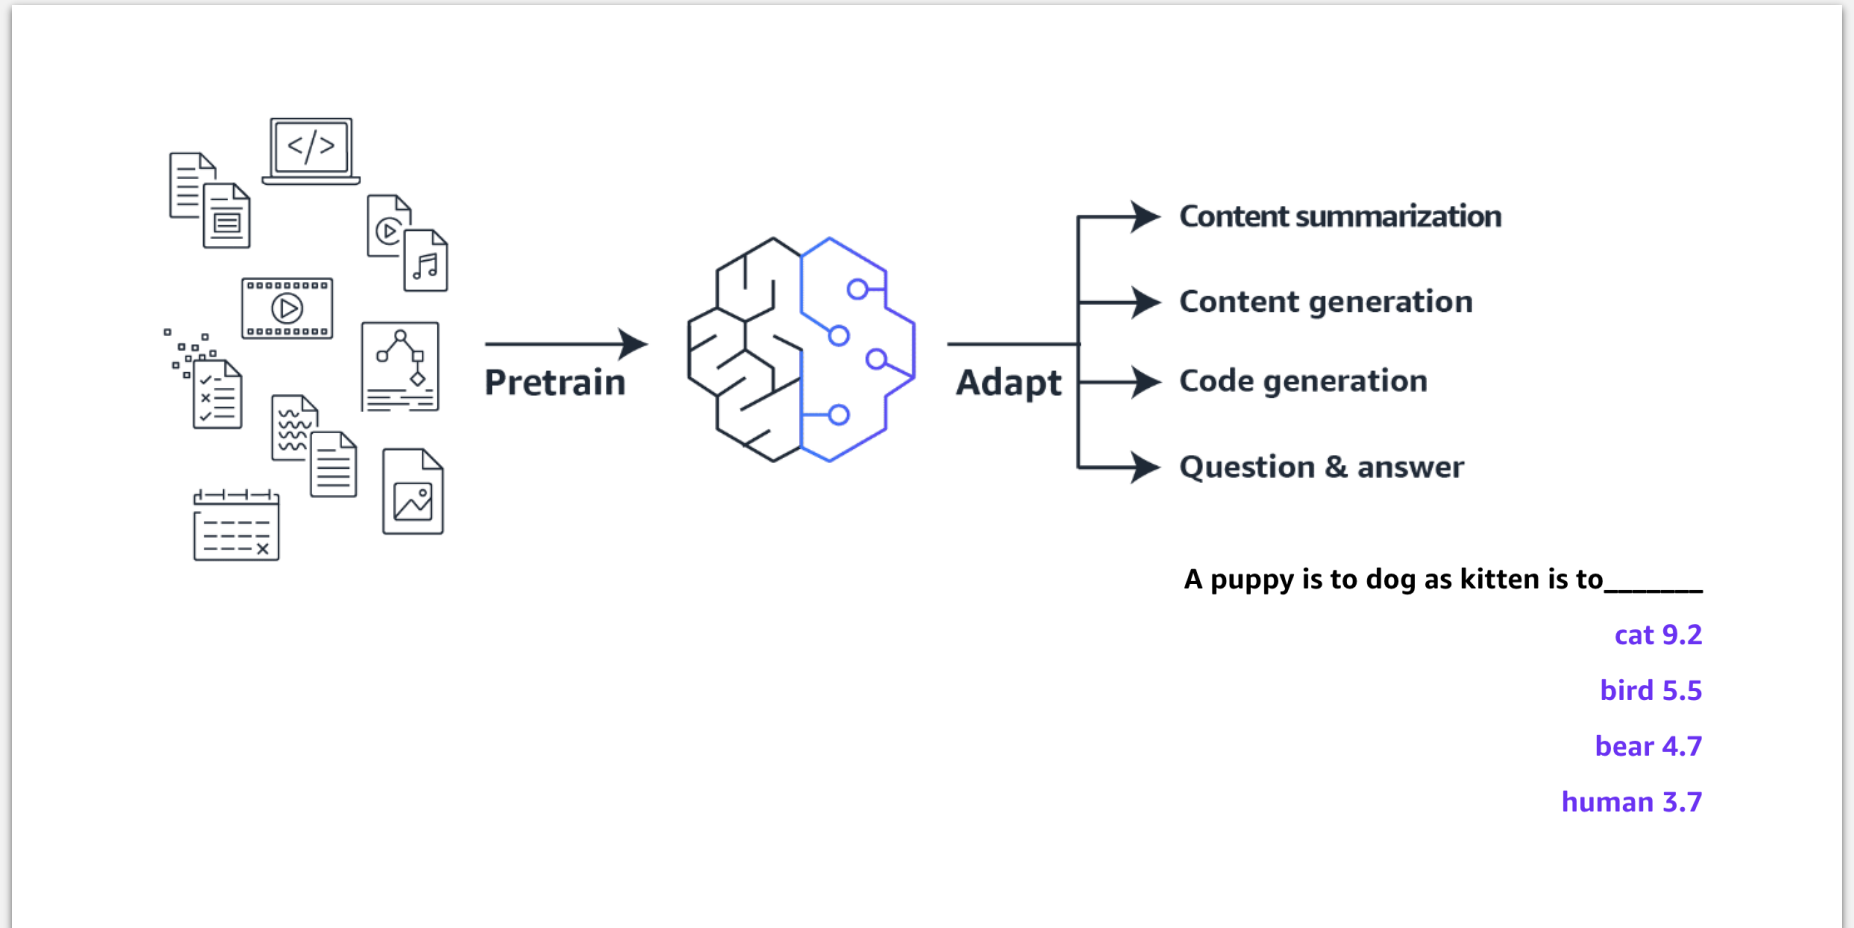 </>
Pretrain
Adapt
Content summarization
Content generation
Code generation
Question & answer
A puppy is to dog as kitten is to_______
cat 9.2
bird 5.5
bear 4.7
human 3.7